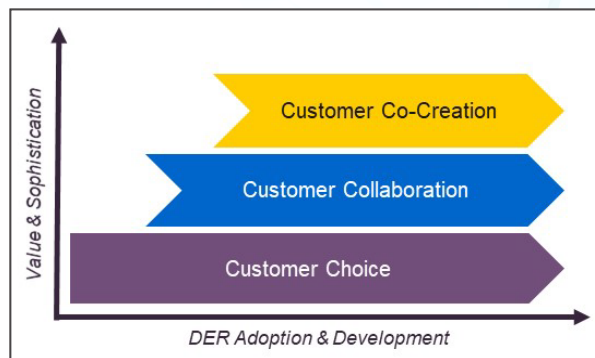 Value & Sophistication
Customer Co-Creation
Customer Collaboration
Customer Choice
DER Adoption & Development